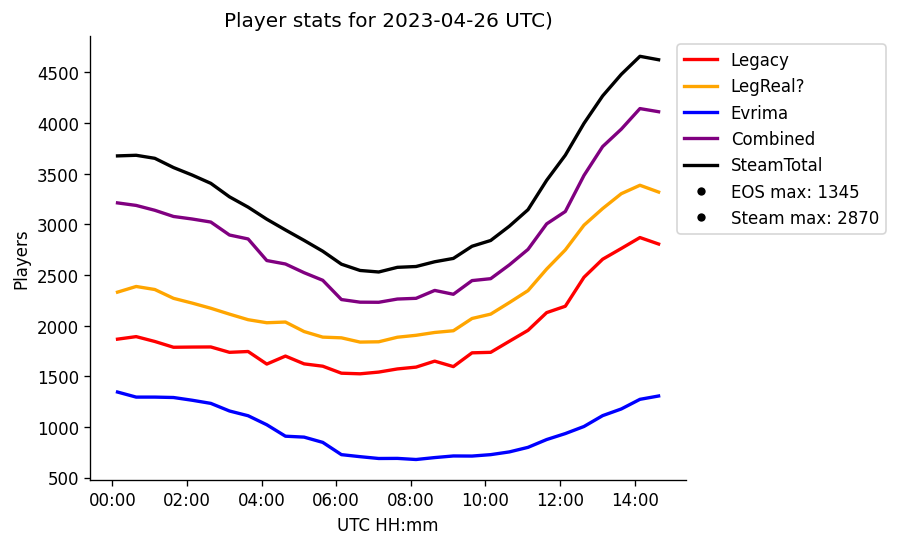 Player stats for 2023-04-26 UTC)
Players
4500
4000
3500
3000
2500
2000
1500
1000
500
00:00 02:00 04:00 06:00 08:00 10:00 12:00 14:00
UTC HH:mm
Legacy
LegReal?
Evrima
Combined
SteamTotal
EOS max: 1345
Steam max: 2870